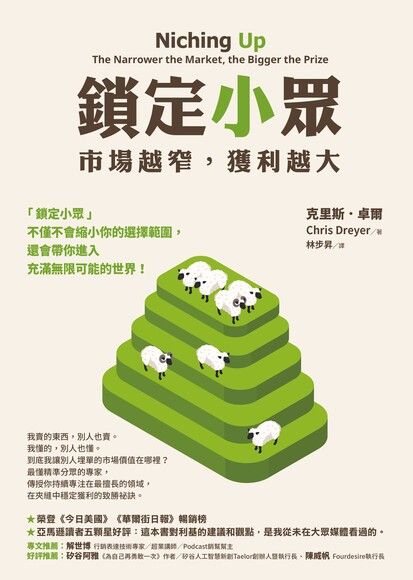 Niching Up
The Narrower the Market, the Bigger the Prize
鎖定小眾
市場越窄，獲利越大
「鎖定小眾」
不僅不會縮小你的選擇範圍，
還會帶你進入
充滿無限可能的世界！
克里斯・卓爾
Chris Dreyer／著
林步昇／譯
我賣的東西，別人也賣。
我懂的，別人也懂。
到底我讓別人埋單的市場價值在哪裡？
最懂精準分眾的專家，
傳授你持續專注在最擅長的領域，
在夾縫中穩定獲利的致勝祕訣。
★榮登《今日美國》《華爾街日報》暢銷榜
★亞馬遜讀者五顆星好評：這本書對利基的建議和觀點，是我從未在大眾媒體看過的。
專文推薦：解世博 行銷表達技術專家／超業講師／Podcast銷幫幫主
好評推薦：矽谷阿雅《為自己再勇敢一次》作者／矽谷人工智慧新創Taelor創辦人暨執行長、陳威帆 Fourdesire執行長